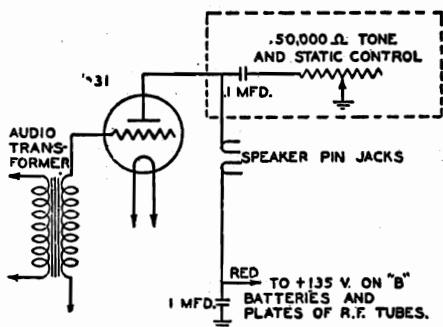 50,000 Ω TONE
AND STATIC CONTROL
.1 MFD.
31
AUDIO
TRANS-
FORMER
SPEAKER PIN JACKS
RED
TO +135 V. ON "B"
BATTERIES AND
PLATES OF R.F. TUBES.
1 MFD.